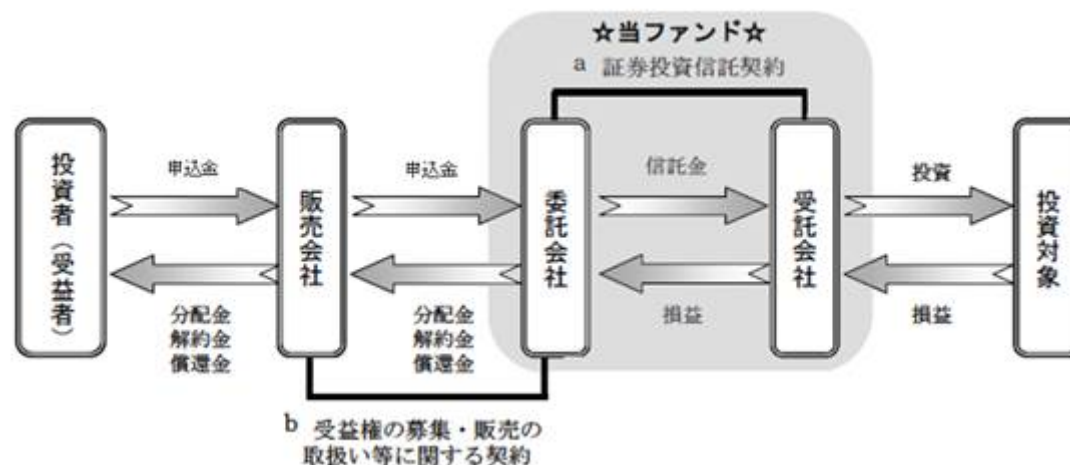 ☆当ファンド☆
a 証券投資信託契約
投資者(受益者)
申込金
分配金
解約金
償還金
販売会社
申込金
分配金
解約金
償還金
委託会社
信託金
損益
受託会社
投資
損益
投資対象
b 受益権の募集・販売の
取扱い等に関する契約